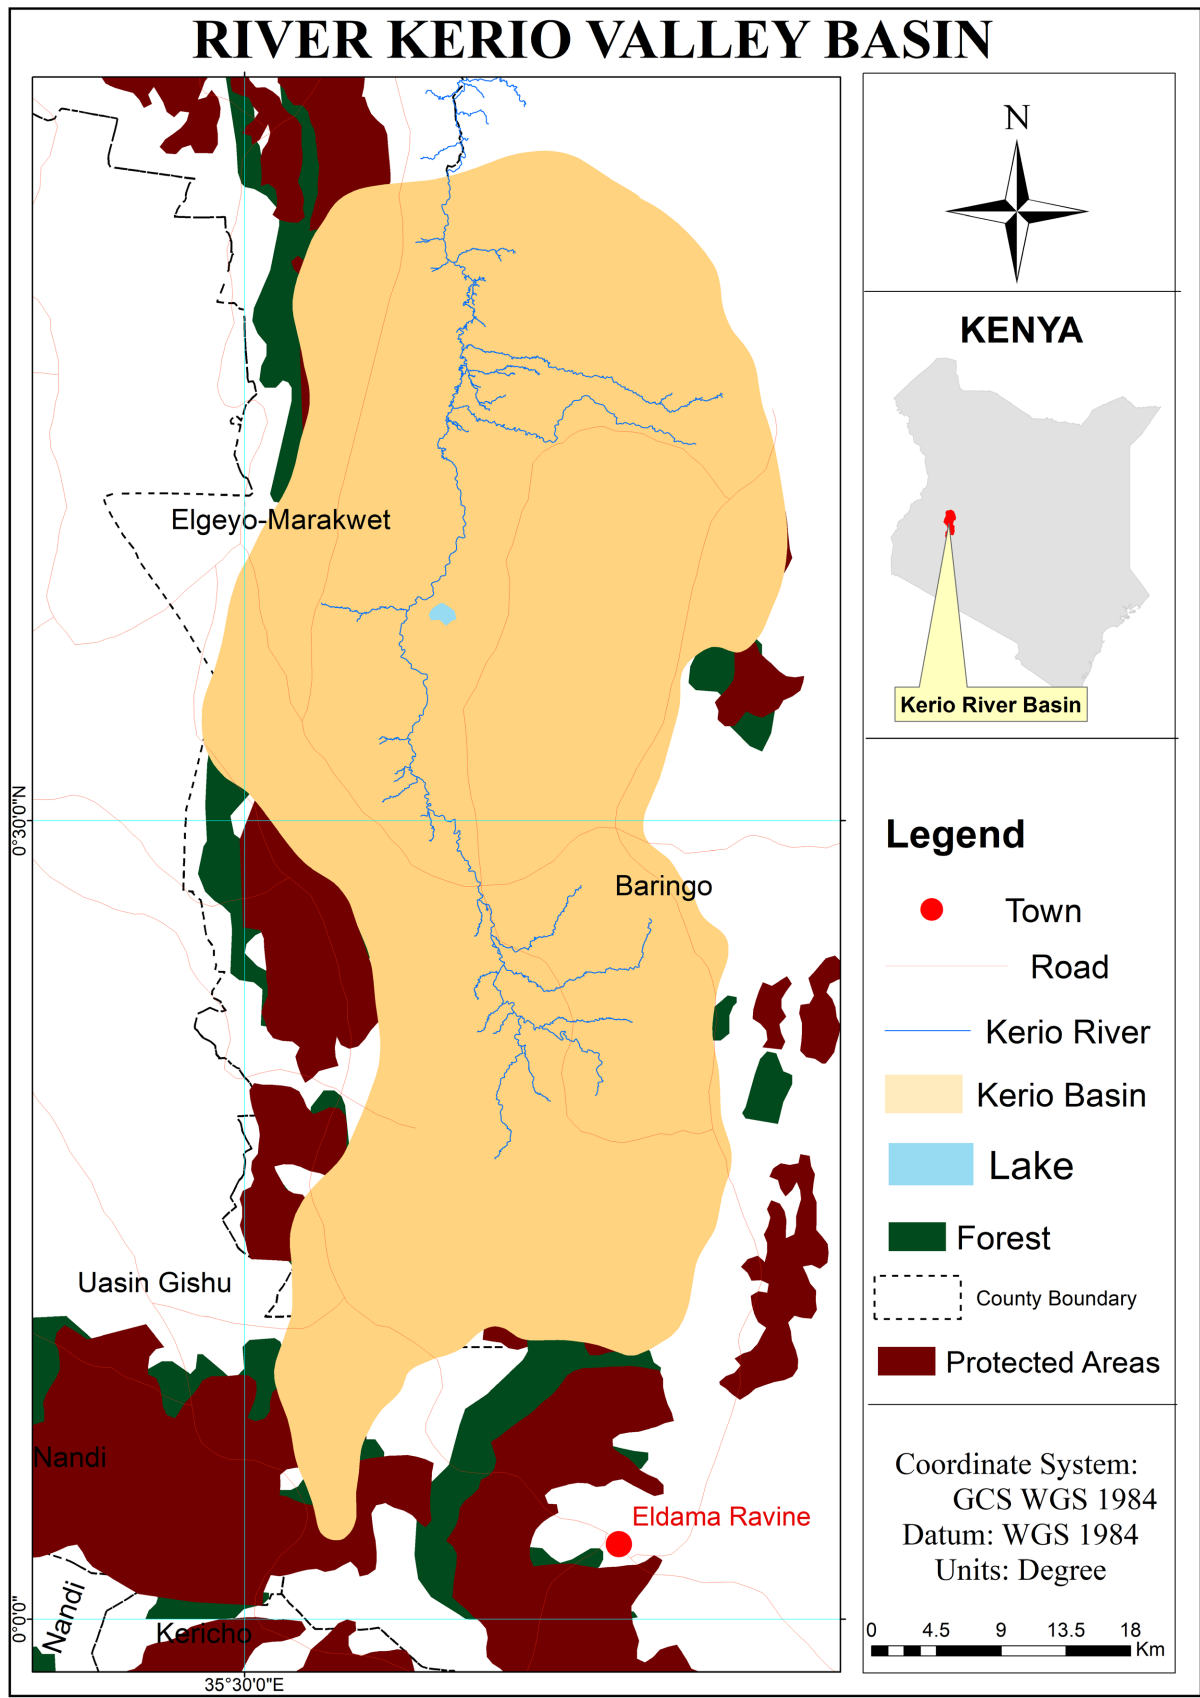 RIVER KERIO VALLEY BASIN
N
KENYA
Kerio River Basin
Elgeyo-Marakwet
Baringo
Uasin Gishu
Nandi
Eldama Ravine
Nandi
Kericho
0°30'0"N
0°0'0"
35°30'0"E
Legend
Town
Road
Kerio River
Kerio Basin
Lake
Forest
County Boundary
Protected Areas
Coordinate System:
GCS WGS 1984
Datum: WGS 1984
Units: Degree
0 4.5 9 13.5 18
Km